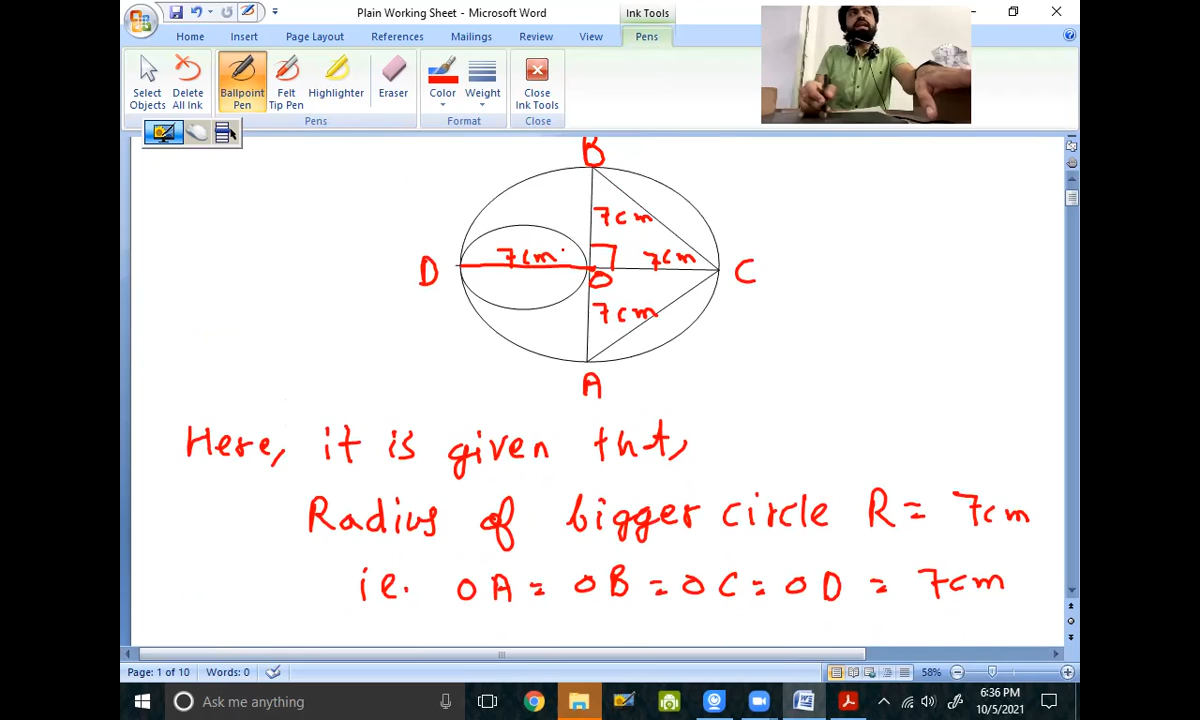 Plain Working Sheet - Microsoft Word
Ink Tools
Home Insert Page Layout References Mailings Review View Pens
Select Objects
Delete All Ink
Ballpoint Pen
Felt Tip Pen
Highlighter
Eraser
Color
Weight
Close Ink Tools
Pens
Format
Close
B
7cm
7cm
7cm
D
O
C
7cm
A
Here, it is given tht,
Radius of bigger circle R = 7cm
ie. OA = OB = OC = OD = 7cm
Page: 1 of 10 Words: 0 58%
Ask me anything
6:36 PM
10/5/2021